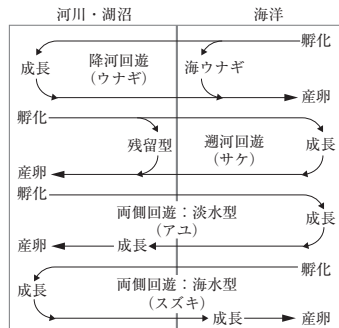 河川・湖沼 海洋
孵化
降河回遊
(ウナギ)
成長
海ウナギ
産卵
孵化
残留型
遡河回遊
(サケ)
成長
産卵
孵化
両側回遊:淡水型
(アユ)
成長
産卵
成長
孵化
両側回遊:海水型
(スズキ)
成長
成長
産卵